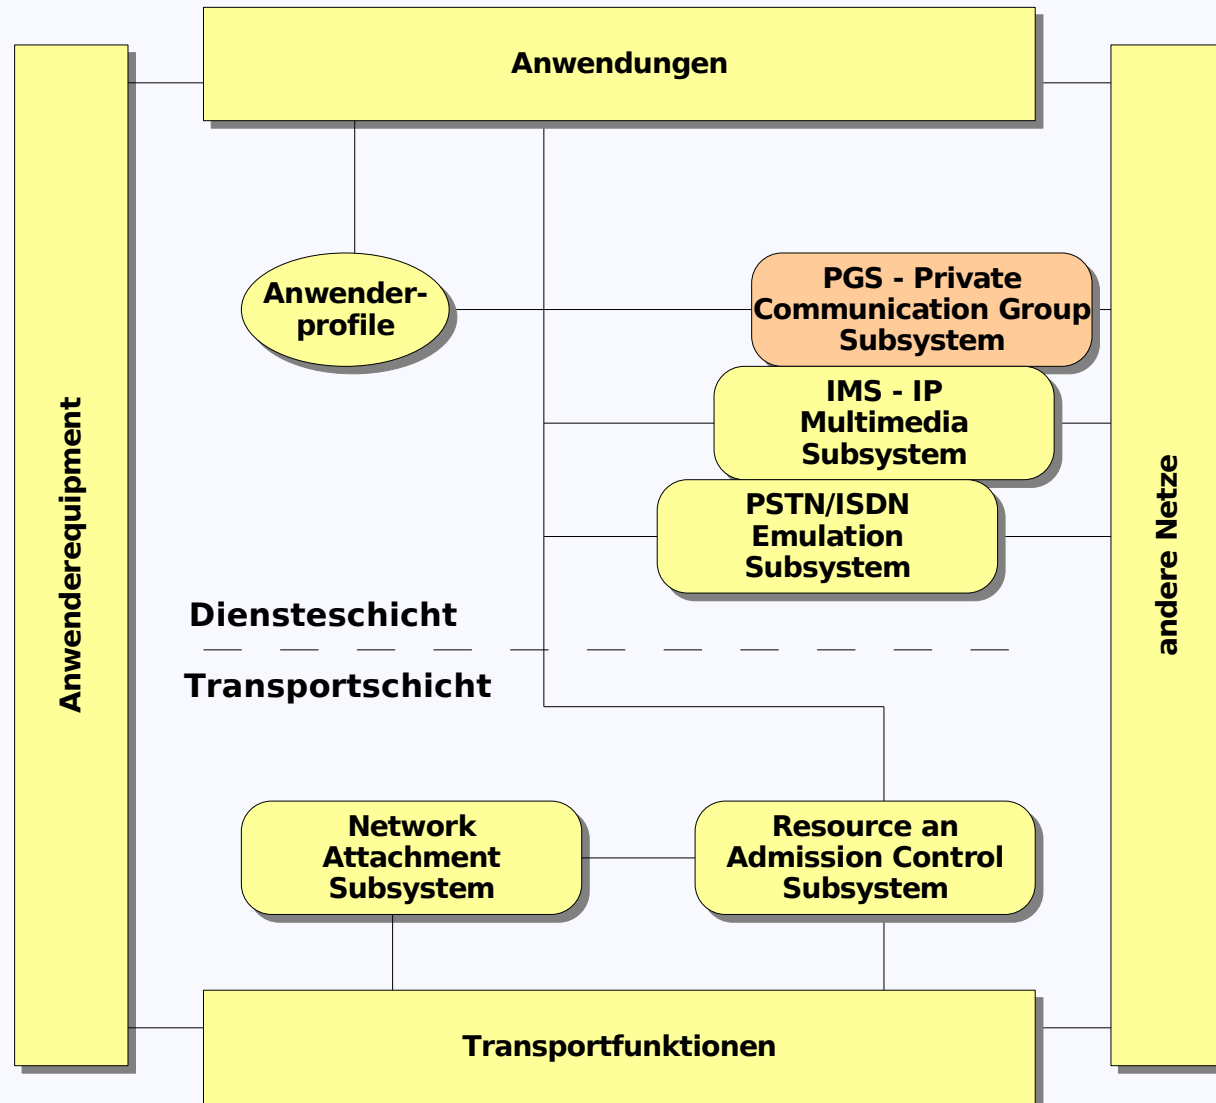 Anwendungen
Anwenderequipment
andere Netze
Anwender-
profile
PGS - Private
Communication Group
Subsystem
IMS - IP
Multimedia
Subsystem
PSTN/ISDN
Emulation
Subsystem
Diensteschicht
Transportschicht
Network
Attachment
Subsystem
Resource an
Admission Control
Subsystem
Transportfunktionen